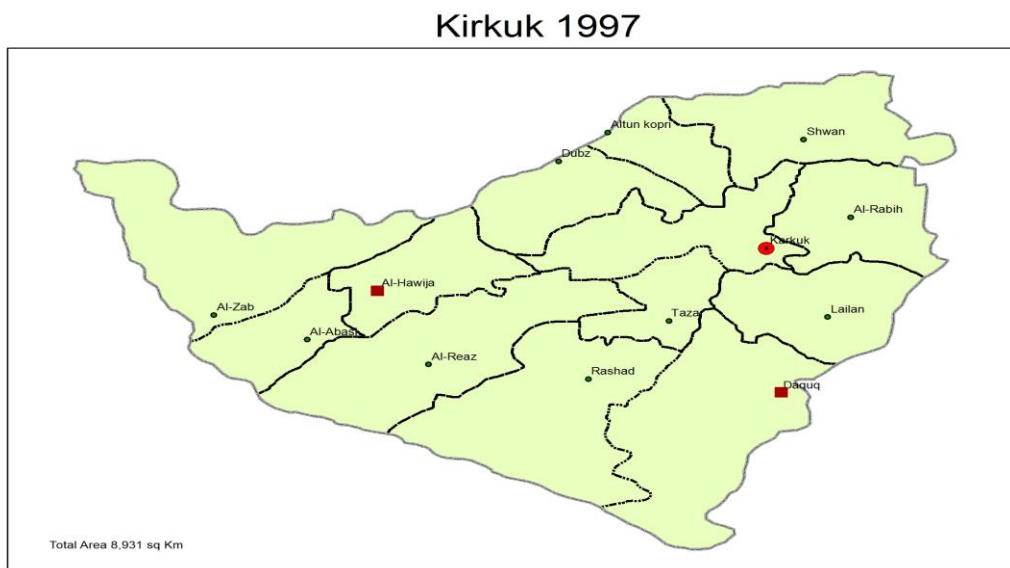 Kirkuk 1997
Altun kopri
Shwan
Dubz
Al-Rabih
Karkuk
Al-Hawija
Al-Zab
Taza
Lailan
Al-Abasi
Al-Reaz
Rashad
Daquq
Total Area 8,931 sq Km